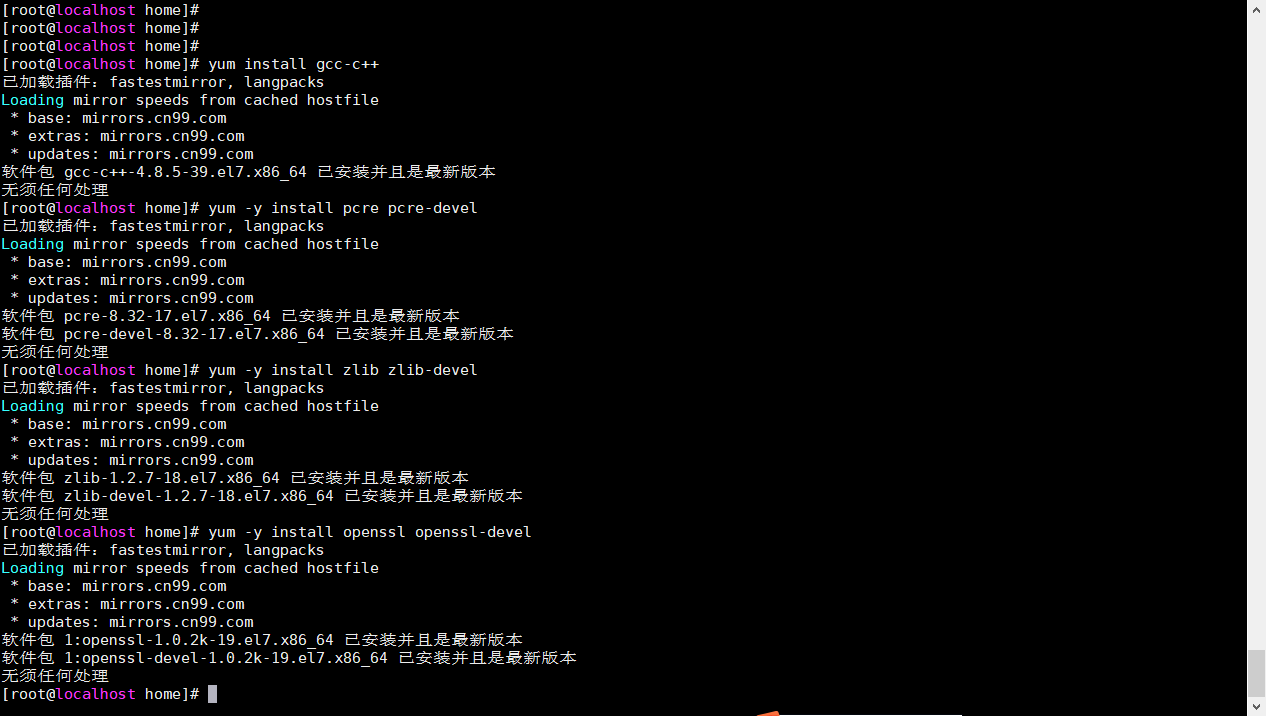 [root@localhost home]#
[root@localhost home]#
[root@localhost home]#
[root@localhost home]# yum install gcc-c++
已加载插件：fastestmirror, langpacks
Loading mirror speeds from cached hostfile
 * base: mirrors.cn99.com
 * extras: mirrors.cn99.com
 * updates: mirrors.cn99.com
软件包 gcc-c++-4.8.5-39.el7.x86_64 已安装并且是最新版本
无须任何处理
[root@localhost home]# yum -y install pcre pcre-devel
已加载插件：fastestmirror, langpacks
Loading mirror speeds from cached hostfile
 * base: mirrors.cn99.com
 * extras: mirrors.cn99.com
 * updates: mirrors.cn99.com
软件包 pcre-8.32-17.el7.x86_64 已安装并且是最新版本
软件包 pcre-devel-8.32-17.el7.x86_64 已安装并且是最新版本
无须任何处理
[root@localhost home]# yum -y install zlib zlib-devel
已加载插件：fastestmirror, langpacks
Loading mirror speeds from cached hostfile
 * base: mirrors.cn99.com
 * extras: mirrors.cn99.com
 * updates: mirrors.cn99.com
软件包 zlib-1.2.7-18.el7.x86_64 已安装并且是最新版本
软件包 zlib-devel-1.2.7-18.el7.x86_64 已安装并且是最新版本
无须任何处理
[root@localhost home]# yum -y install openssl openssl-devel
已加载插件：fastestmirror, langpacks
Loading mirror speeds from cached hostfile
 * base: mirrors.cn99.com
 * extras: mirrors.cn99.com
 * updates: mirrors.cn99.com
软件包 1:openssl-1.0.2k-19.el7.x86_64 已安装并且是最新版本
软件包 1:openssl-devel-1.0.2k-19.el7.x86_64 已安装并且是最新版本
无须任何处理
[root@localhost home]#